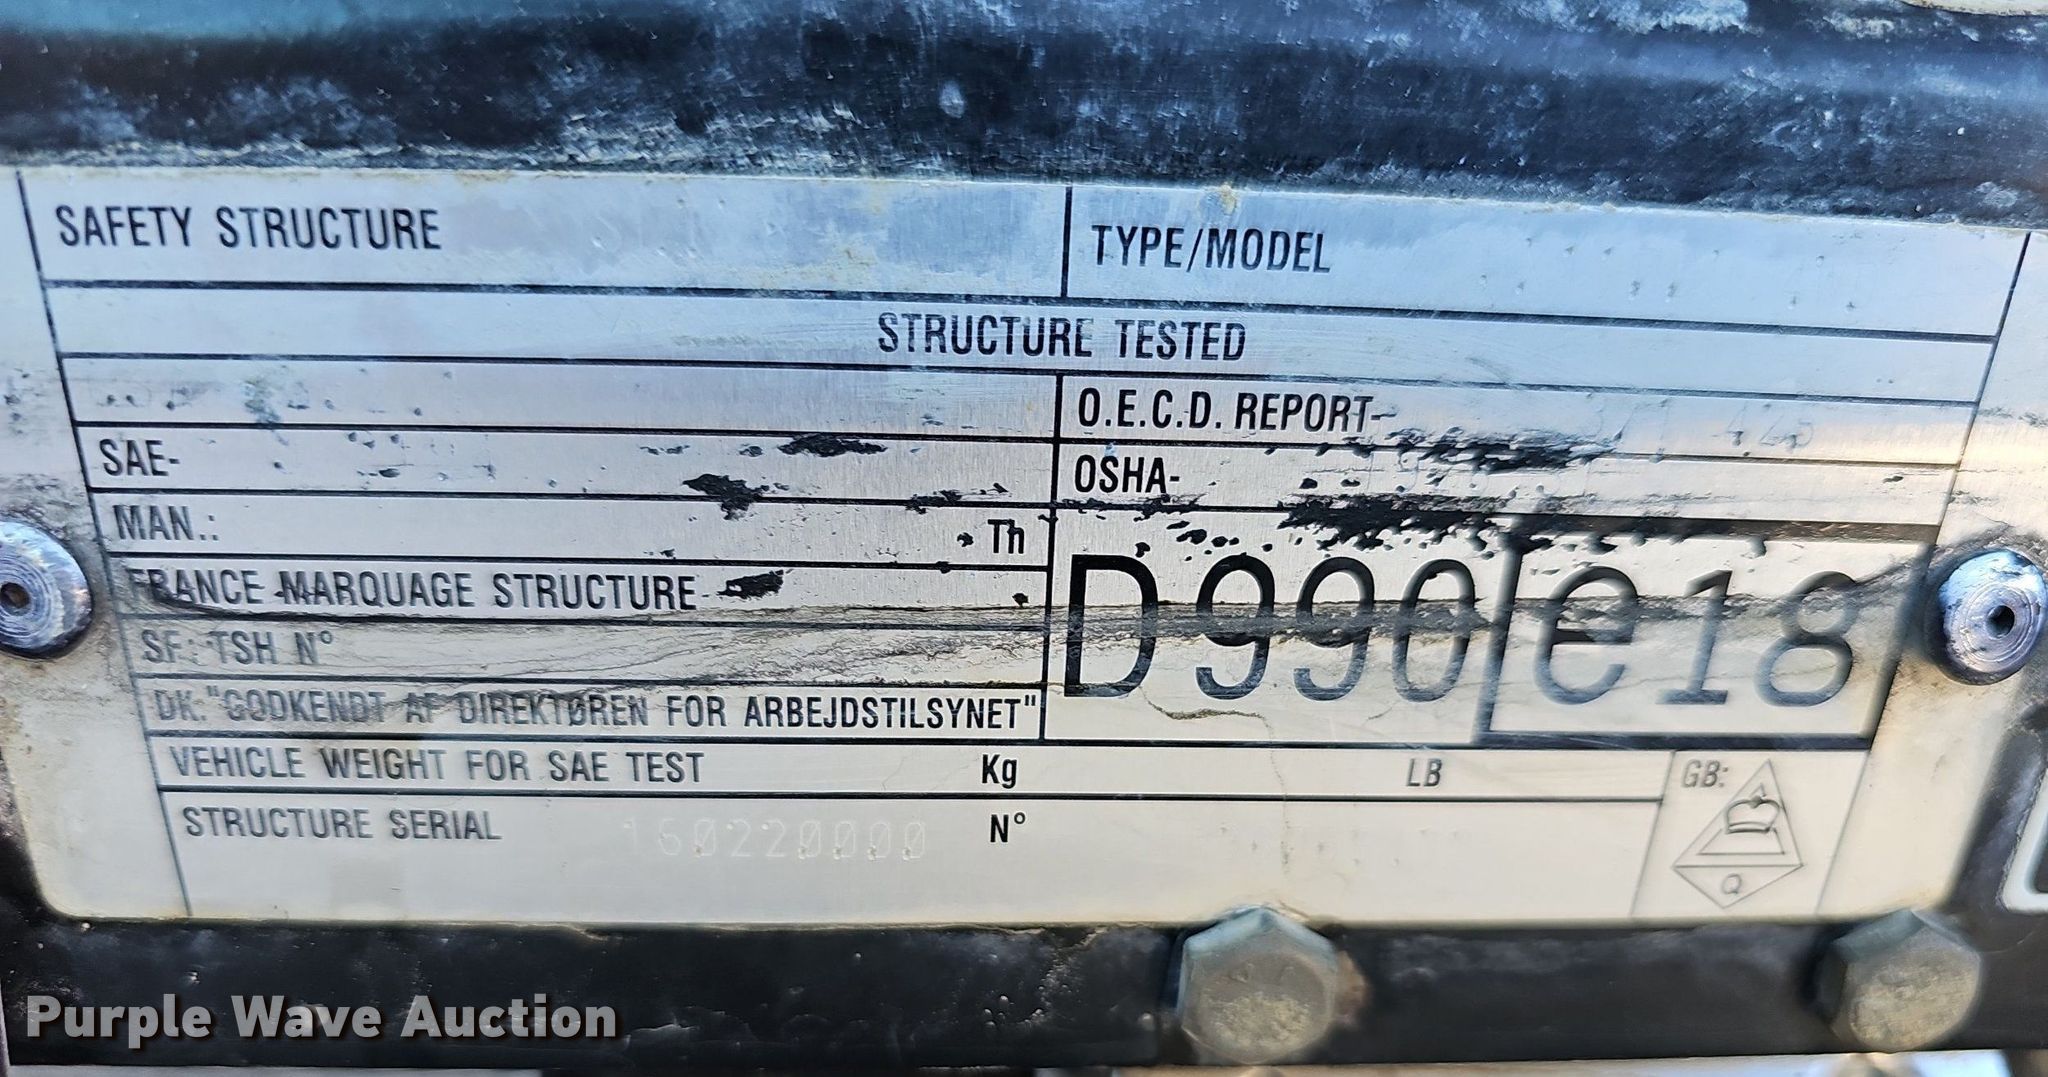 SAFETY STRUCTURE
TYPE/MODEL
STRUCTURE TESTED
O.E.C.D. REPORT-
SAE-
OSHA-
MAN.: Th
FRANCE MARQUAGE STRUCTURE
D990 e18
SF: TSH N°
DK: "GODKENDT AF DIREKTØREN FOR ARBEJDSTILSYNET"
VEHICLE WEIGHT FOR SAE TEST Kg LB
GB:
STRUCTURE SERIAL 160220000 N°
Q
Purple Wave Auction